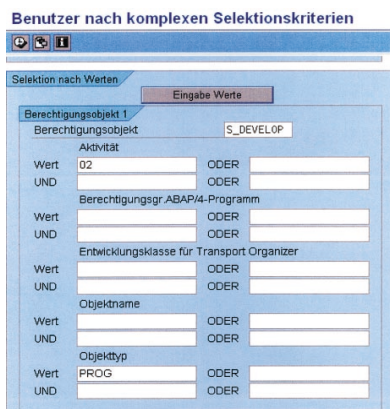 Benutzer nach komplexen Selektionskriterien
Selektion nach Werten
Eingabe Werte
Berechtigungsobjekt 1
Berechtigungsobjekt S_DEVELOP
Aktivität
Wert 02 ODER
UND ODER
Berechtigungsgr.ABAP/4-Programm
Wert ODER
UND ODER
Entwicklungsklasse für Transport Organizer
Wert ODER
UND ODER
Objektname
Wert ODER
UND ODER
Objekttyp
Wert PROG ODER
UND ODER